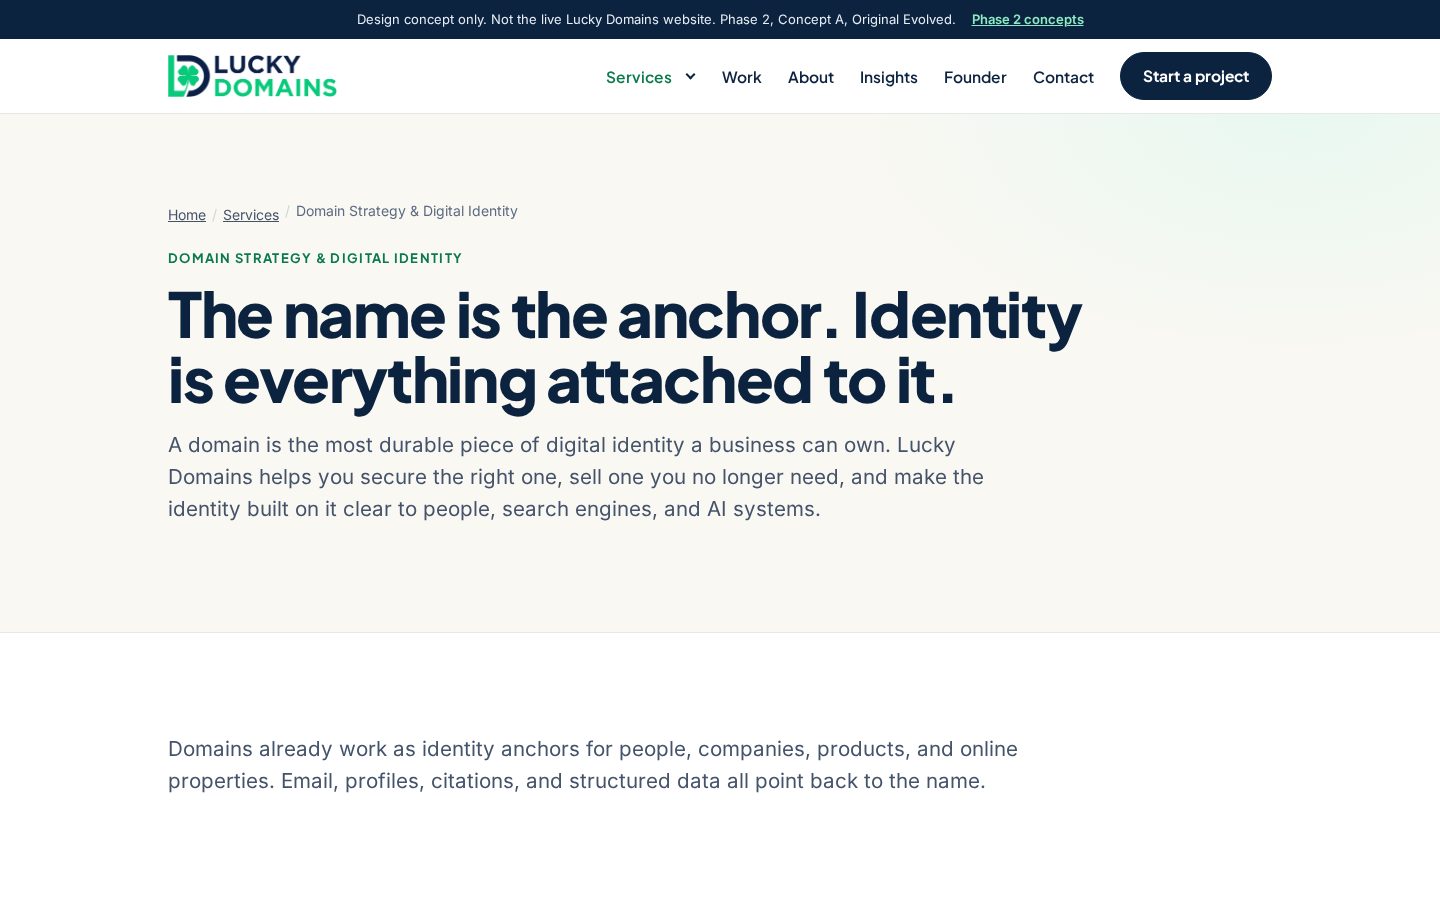 Design concept only. Not the live Lucky Domains website. Phase 2, Concept A, Original Evolved. Phase 2 concepts
LUCKY
DOMAINS
Services Work About Insights Founder Contact Start a project
Home / Services / Domain Strategy & Digital Identity
DOMAIN STRATEGY & DIGITAL IDENTITY
The name is the anchor. Identity
is everything attached to it.
A domain is the most durable piece of digital identity a business can own. Lucky
Domains helps you secure the right one, sell one you no longer need, and make the
identity built on it clear to people, search engines, and AI systems.
Domains already work as identity anchors for people, companies, products, and online
properties. Email, profiles, citations, and structured data all point back to the name.